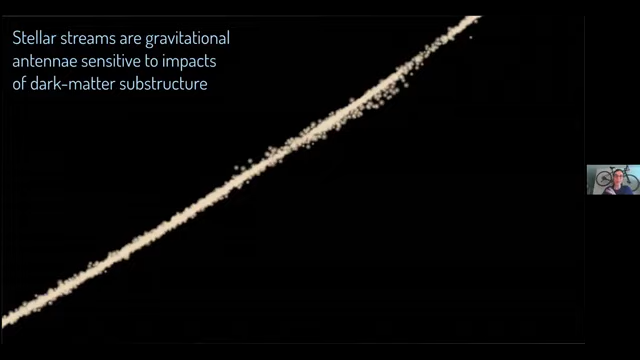 Stellar streams are gravitational
antennae sensitive to impacts
of dark-matter substructure